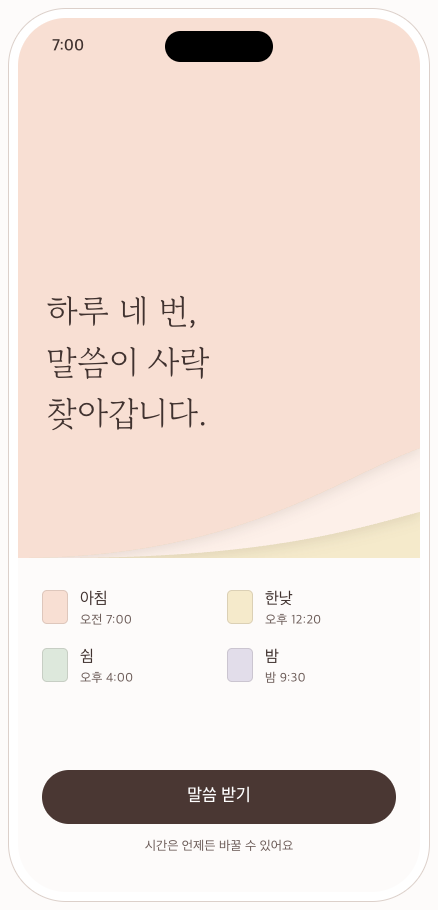 7:00
하루 네 번,
말씀이 사락
찾아갑니다.
아침
오전 7:00
한낮
오후 12:20
쉼
오후 4:00
밤
밤 9:30
말씀 받기
시간은 언제든 바꿀 수 있어요